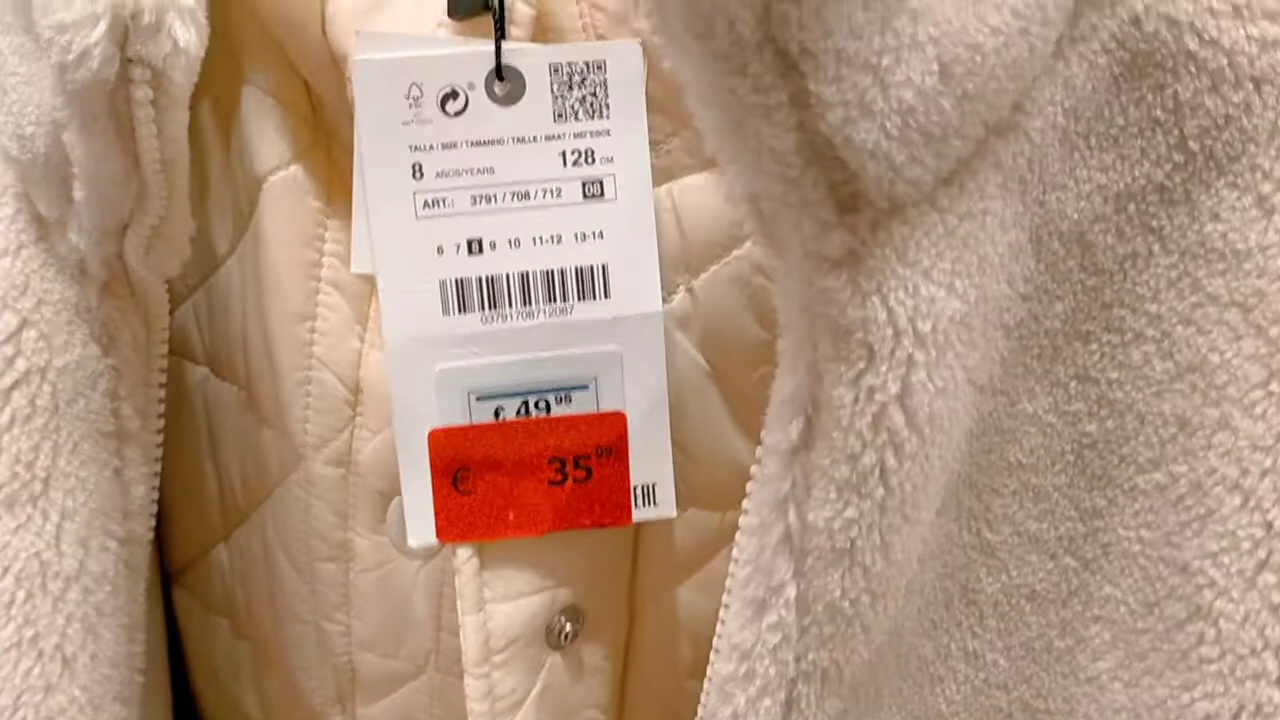 FSC
TALLA / SIZE / TAMANHO / TAILLE / MAAT / ΜΕΓΕΘΟΣ
8 AÑOS/YEARS 128 CM
ART.: 3791 / 708 / 712 08
6 7 8 9 10 11-12 13-14
03791708712087
€ 49 95
€ 35 99
EAC